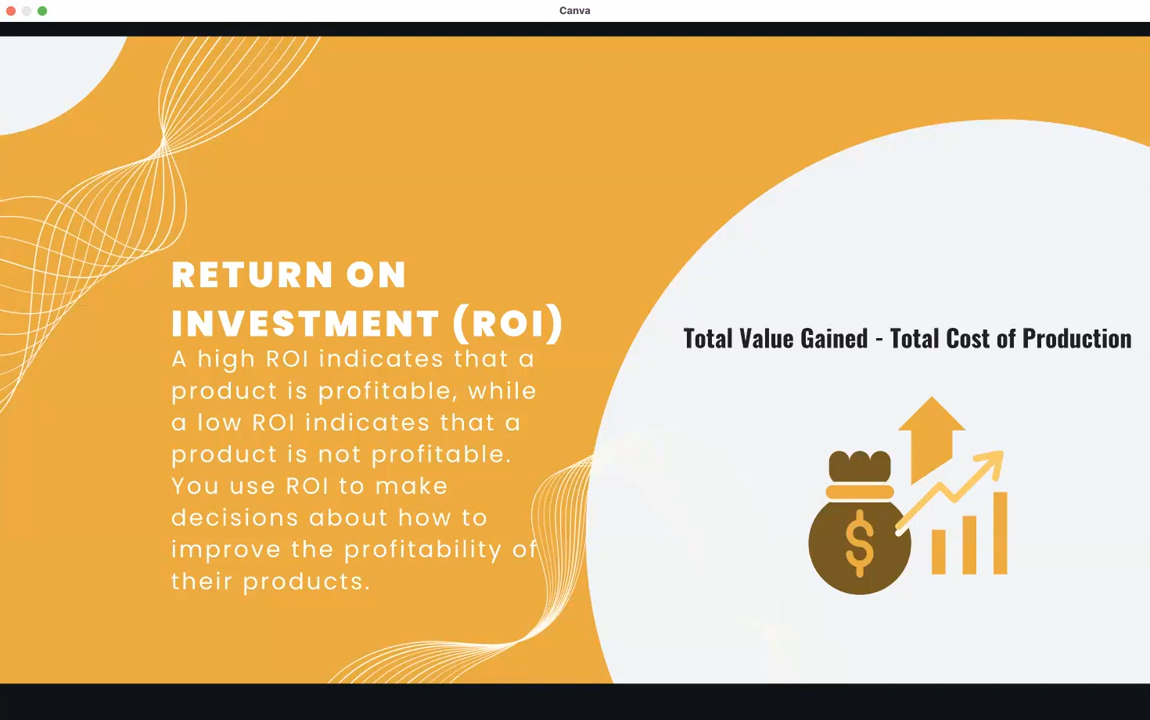 Canva
RETURN ON
INVESTMENT (ROI)
A high ROI indicates that a
product is profitable, while
a low ROI indicates that a
product is not profitable.
You use ROI to make
decisions about how to
improve the profitability of
their products.
Total Value Gained - Total Cost of Production
$